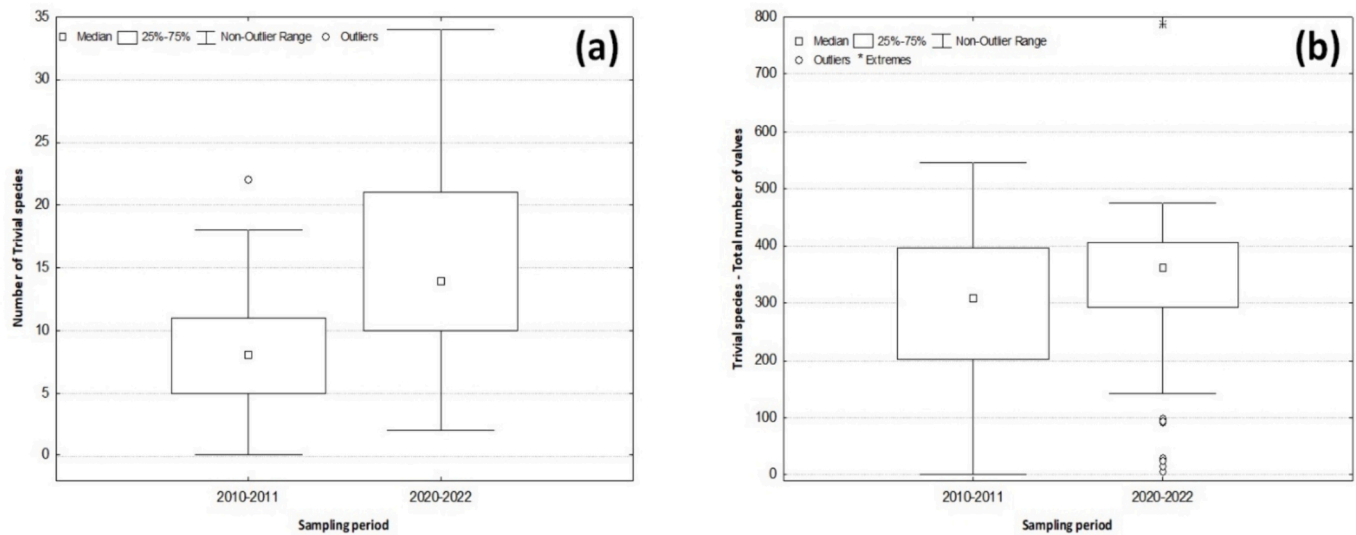 35
Median 25%-75% Non-Outlier Range Outliers
(a)
30
25
20
15
10
5
0
Number of Trivial species
2010-2011 2020-2022
Sampling period
800
Median 25%-75% Non-Outlier Range
Outliers * Extremes
(b)
700
600
500
400
300
200
100
0
Trivial species - Total number of valves
2010-2011 2020-2022
Sampling period